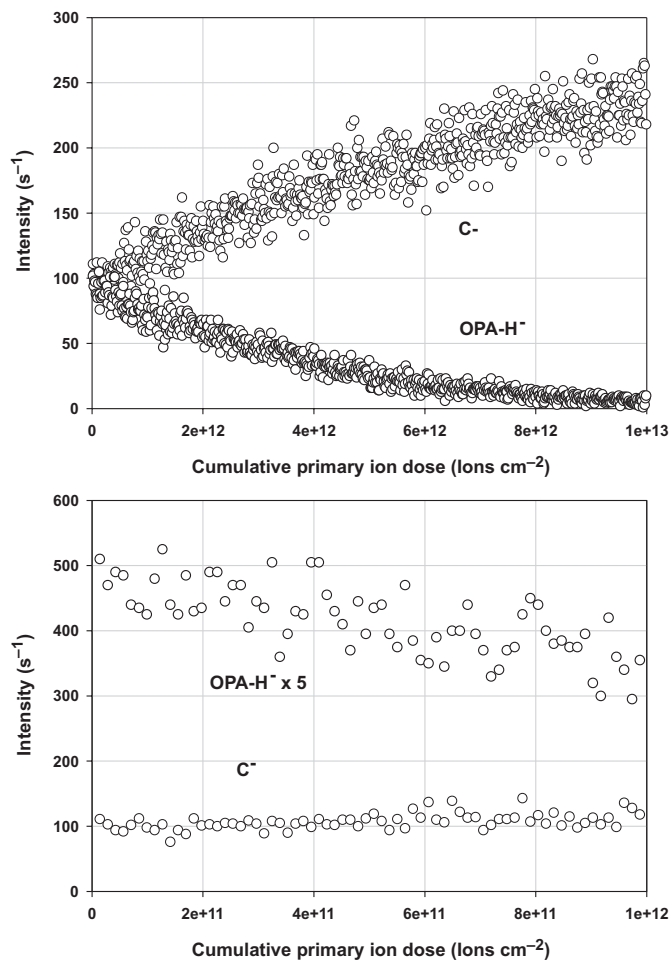 300
250
200
150
100
50
0
Intensity (s⁻¹)
C-
OPA-H⁻
0
2e+12
4e+12
6e+12
8e+12
1e+13
Cumulative primary ion dose (Ions cm⁻²)
600
500
400
300
200
100
0
Intensity (s⁻¹)
OPA-H⁻ x 5
C⁻
0
2e+11
4e+11
6e+11
8e+11
1e+12
Cumulative primary ion dose (Ions cm⁻²)